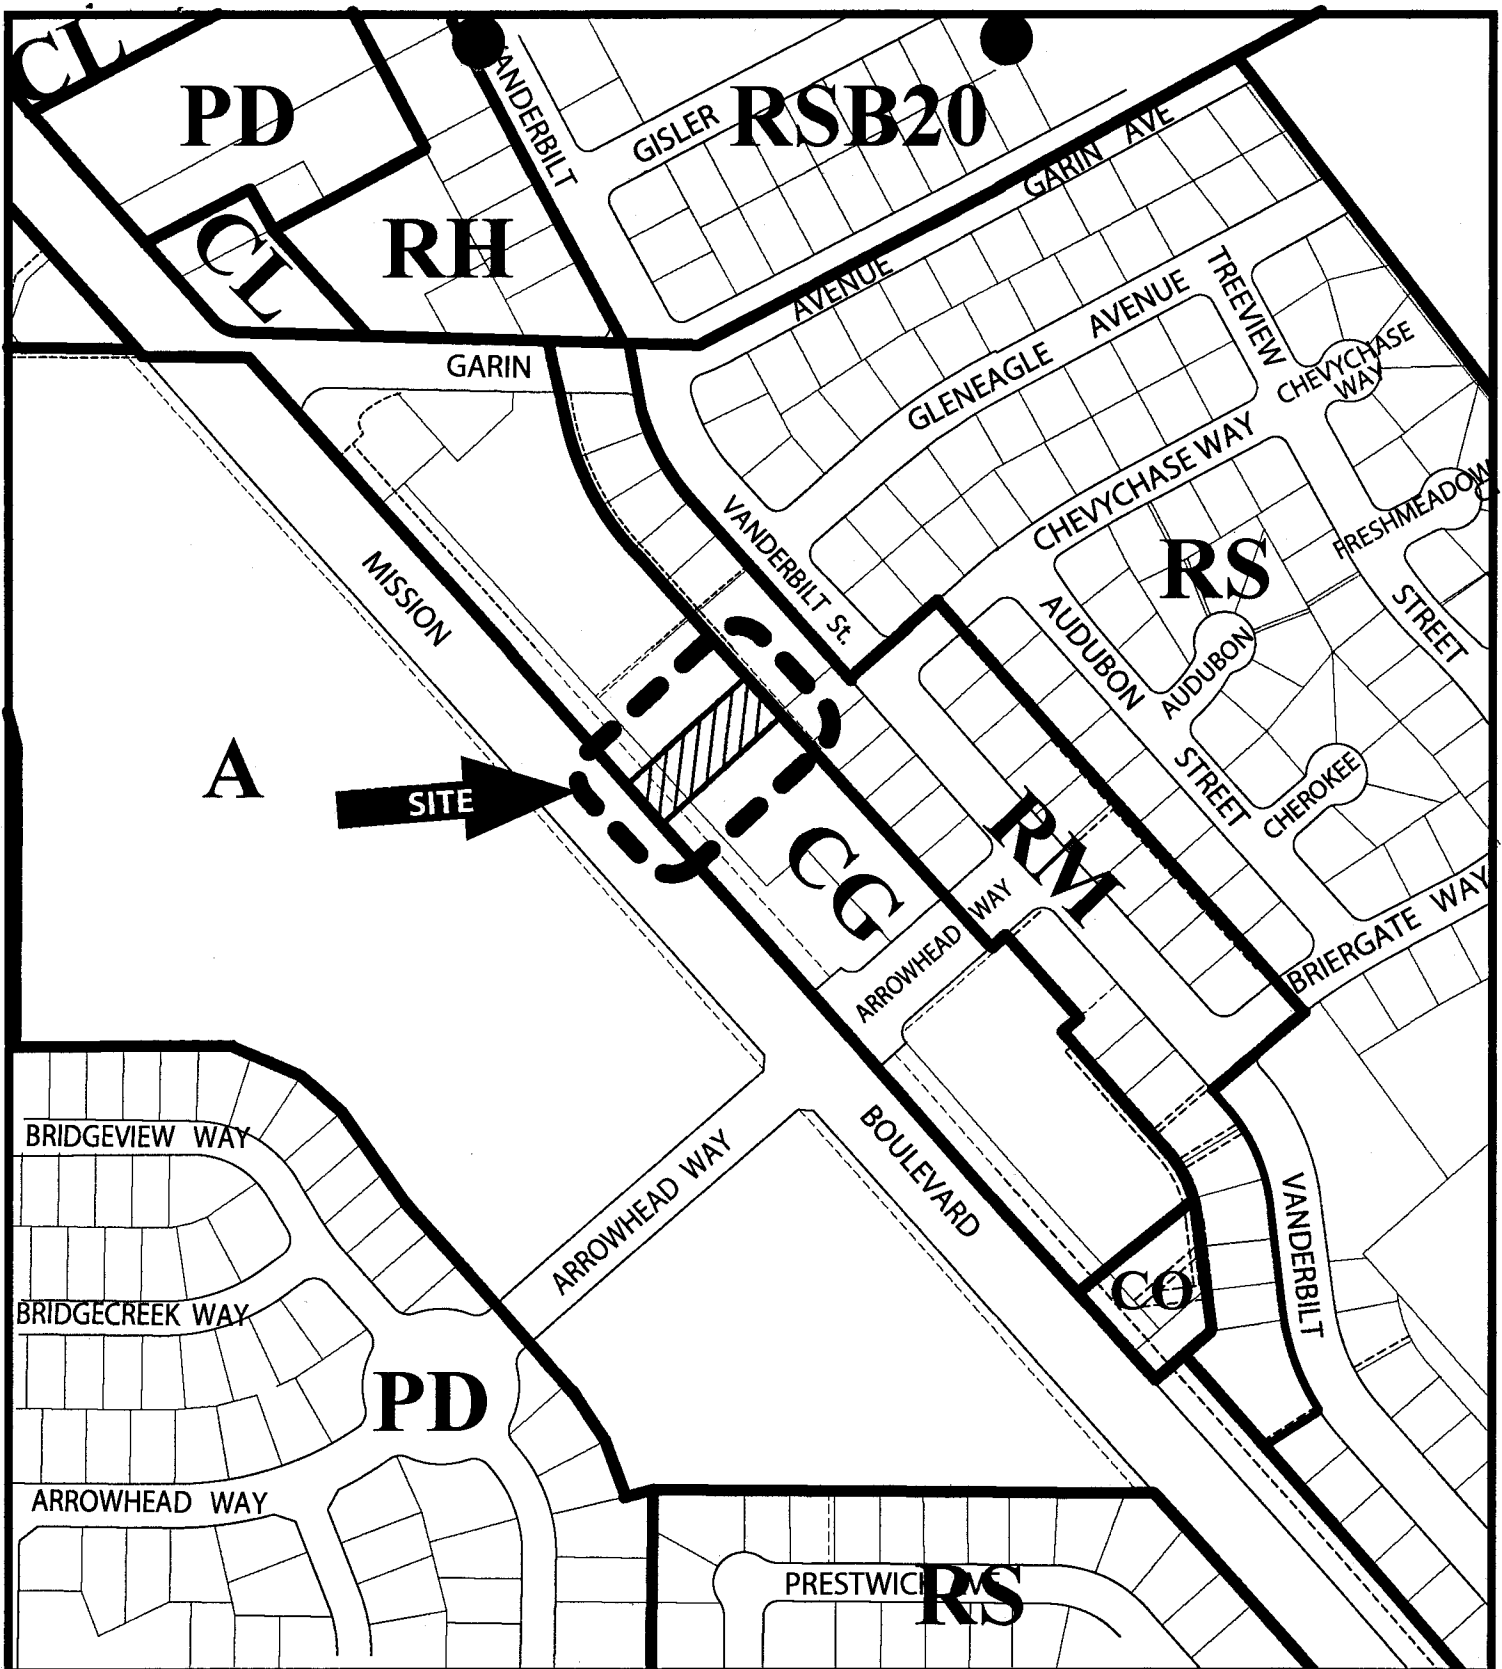 CL
PD
VANDERBILT
GISLER
RSB20
GARIN AVE
CL
RH
AVENUE
GARIN
GLENEAGLE AVENUE
TREEVIEW
CHEVYCHASE
WAY
CHEVYCHASE WAY
FRESHMEADOW
VANDERBILT St.
RS
MISSION
AUDUBON
STREET
AUDUBON
STREET
CHEROKEE
A
SITE
RM
CG
ARROWHEAD WAY
BRIERGATE WAY
BOULEVARD
BRIDGEVIEW WAY
ARROWHEAD WAY
VANDERBILT
CO
BRIDGECREEK WAY
PD
ARROWHEAD WAY
PRESTWICK AVE
RS